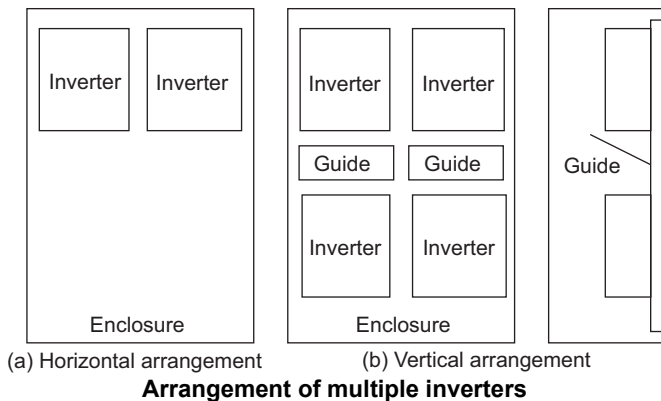 Inverter Inverter
Enclosure
(a) Horizontal arrangement
Inverter Inverter
Guide Guide
Inverter Inverter
Enclosure
Guide
(b) Vertical arrangement
Arrangement of multiple inverters